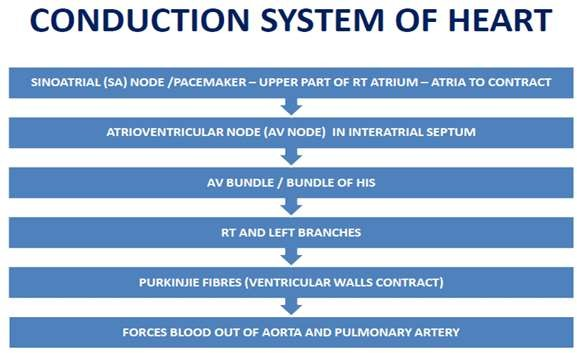 CONDUCTION SYSTEM OF HEART
SINOATRIAL (SA) NODE /PACEMAKER – UPPER PART OF RT ATRIUM – ATRIA TO CONTRACT
ATRIOVENTRICULAR NODE (AV NODE) IN INTERATRIAL SEPTUM
AV BUNDLE / BUNDLE OF HIS
RT AND LEFT BRANCHES
PURKINJIE FIBRES (VENTRICULAR WALLS CONTRACT)
FORCES BLOOD OUT OF AORTA AND PULMONARY ARTERY